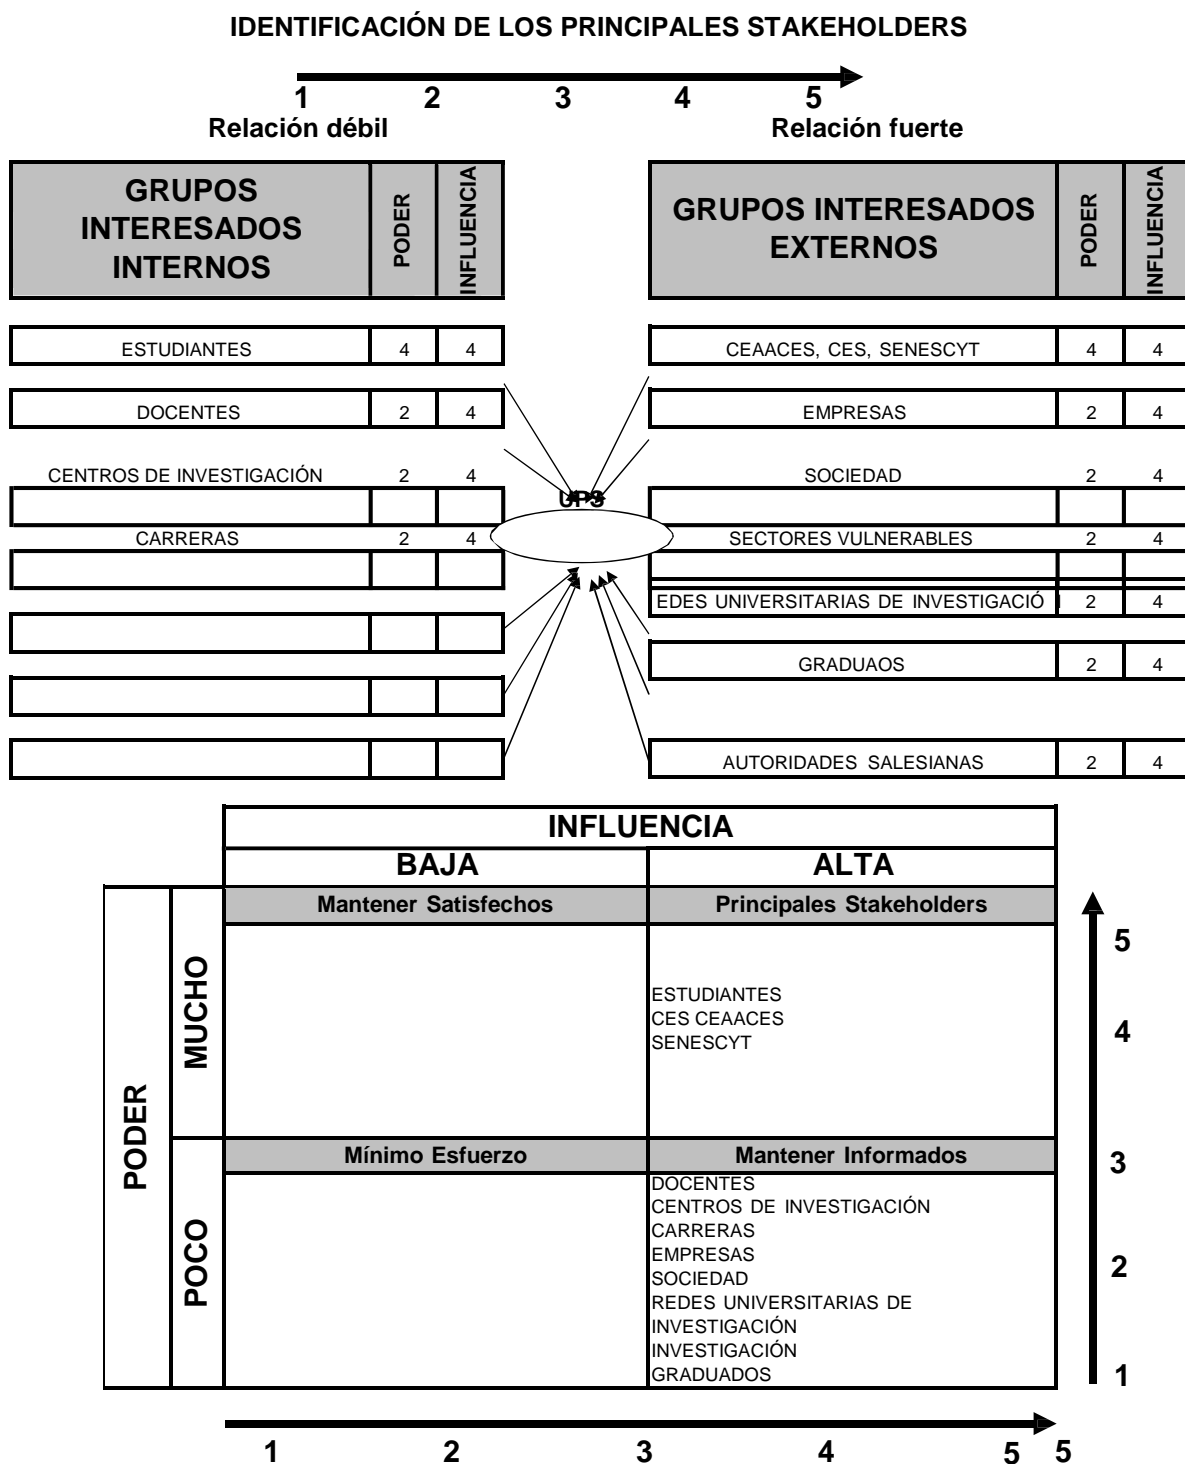 IDENTIFICACIÓN DE LOS PRINCIPALES STAKEHOLDERS
1 2 3 4 5
Relación débil Relación fuerte
GRUPOS INTERESADOS INTERNOS PODER INFLUENCIA
ESTUDIANTES 4 4
DOCENTES 2 4
CENTROS DE INVESTIGACIÓN 2 4
CARRERAS 2 4
UPS
GRUPOS INTERESADOS EXTERNOS PODER INFLUENCIA
CEAACES, CES, SENESCYT 4 4
EMPRESAS 2 4
SOCIEDAD 2 4
SECTORES VULNERABLES 2 4
EDES UNIVERSITARIAS DE INVESTIGACIÓ 2 4
GRADUAOS 2 4
AUTORIDADES SALESIANAS 2 4
INFLUENCIA
BAJA ALTA
PODER
MUCHO
Mantener Satisfechos Principales Stakeholders
ESTUDIANTES
CES CEAACES
SENESCYT
POCO
Mínimo Esfuerzo Mantener Informados
DOCENTES
CENTROS DE INVESTIGACIÓN
CARRERAS
EMPRESAS
SOCIEDAD
REDES UNIVERSITARIAS DE
INVESTIGACIÓN
INVESTIGACIÓN
GRADUADOS
5
4
3
2
1
1 2 3 4 5 5